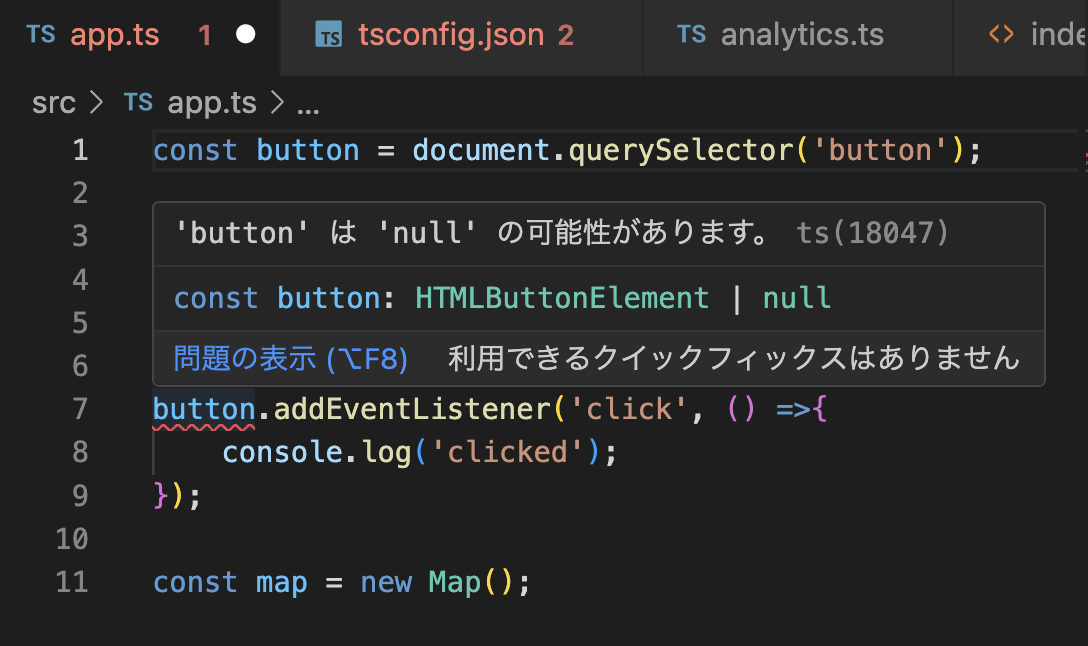 TS app.ts 1 TS tsconfig.json 2 TS analytics.ts <> inde
src > TS app.ts > ...
1 const button = document.querySelector('button');
2
3 'button' は 'null' の可能性があります。 ts(18047)
4
const button: HTMLButtonElement | null
5
6 問題の表示 (⌥F8) 利用できるクイックフィックスはありません
7 button.addEventListener('click', () =>{
8 console.log('clicked');
9 });
10
11 const map = new Map();